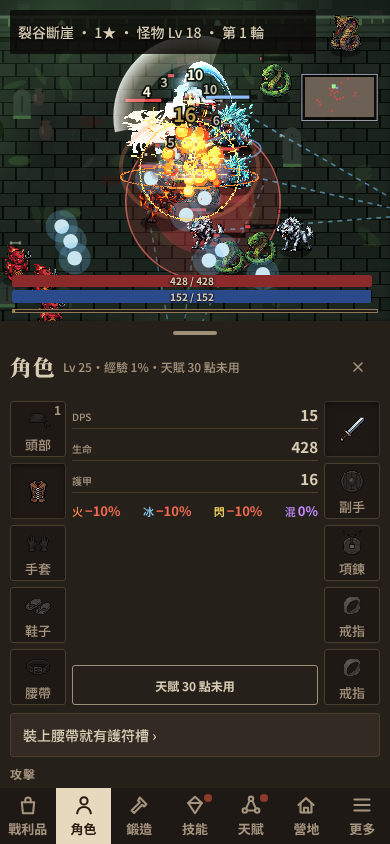 裂谷斷崖 · 1★ · 怪物 Lv 18 · 第 1 輪
10
4
3
10
16
6
5
428 / 428
152 / 152
角色 Lv 25·經驗 1%·天賦 30 點未用 ×
1
頭部
DPS 15
生命 428
護甲 16
火 −10% 冰 −10% 閃 −10% 混 0%
副手
手套
項鍊
鞋子
戒指
腰帶
天賦 30 點未用
戒指
裝上腰帶就有護符槽 ›
攻擊
戰利品 角色 鍛造 技能 天賦 營地 更多